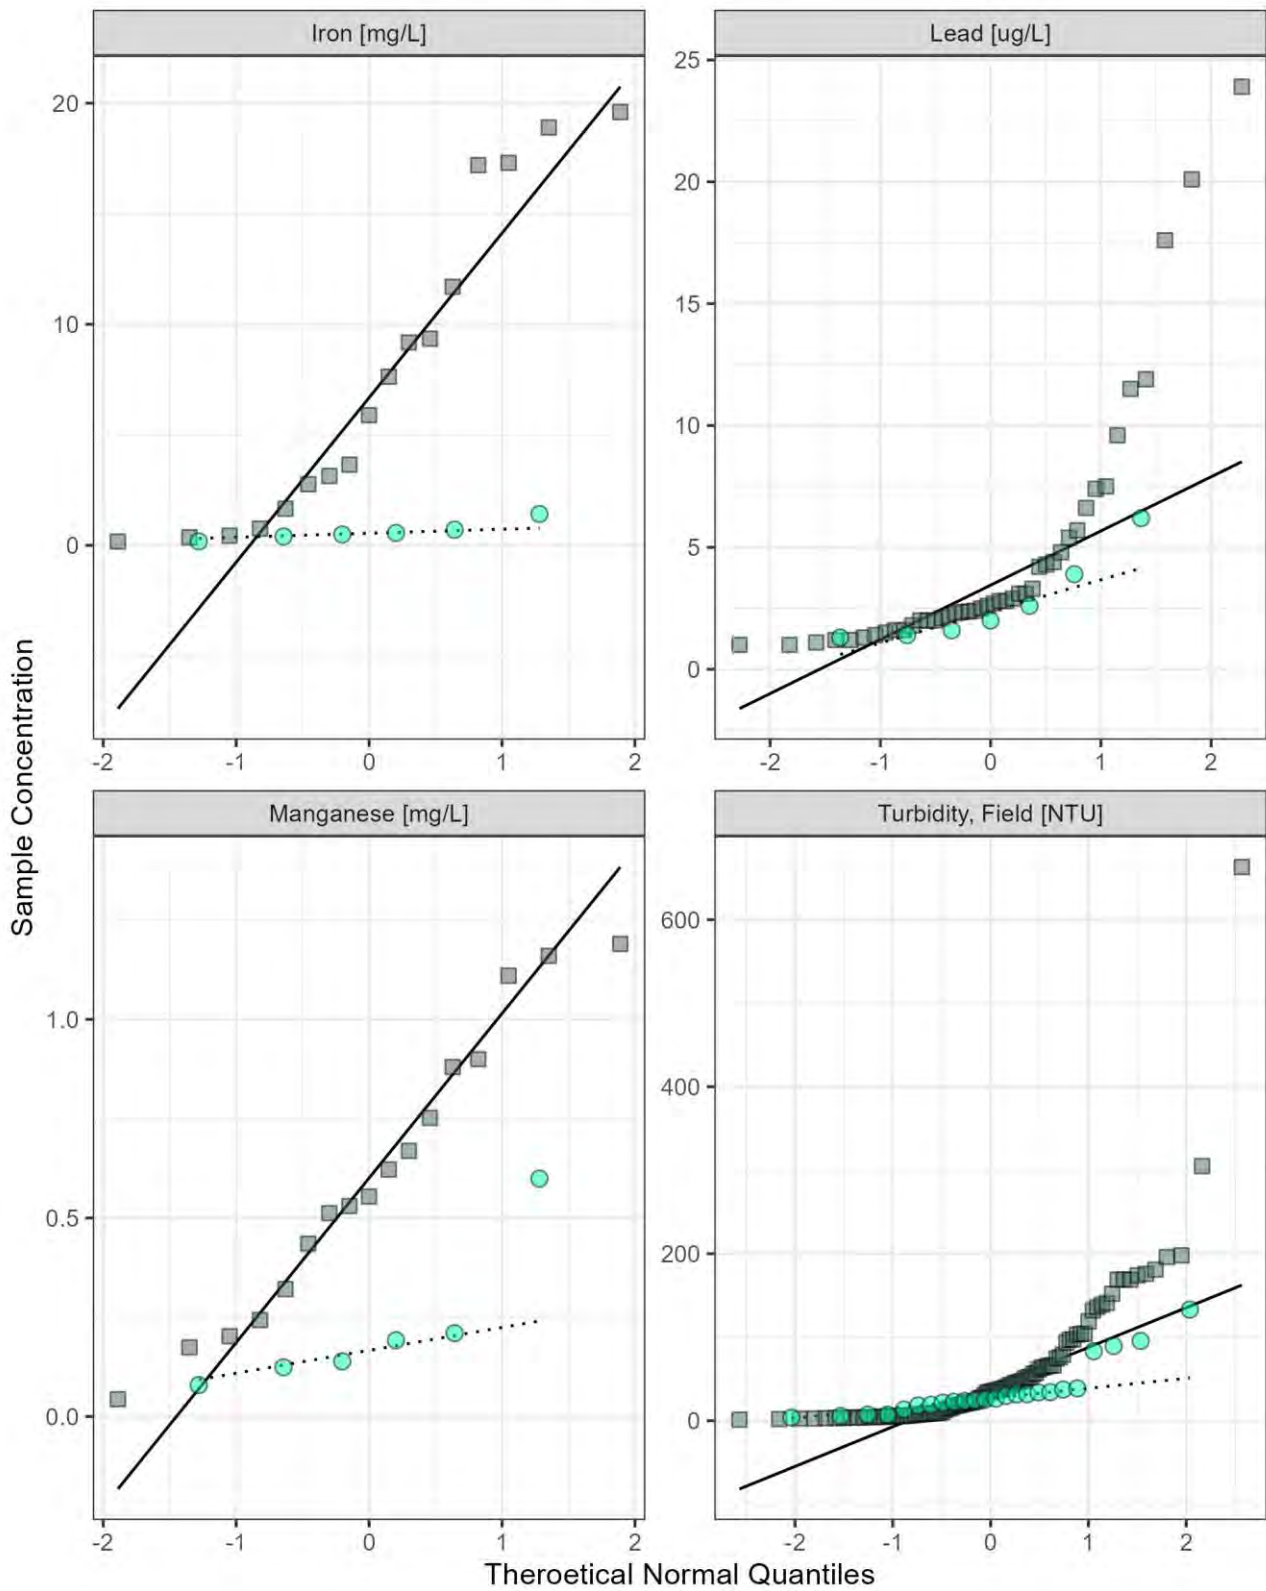 Iron [mg/L]
Lead [ug/L]
20
10
0
-2 -1 0 1 2
25
20
15
10
5
0
-2 -1 0 1 2
Sample Concentration
Manganese [mg/L]
Turbidity, Field [NTU]
1.0
0.5
0.0
-2 -1 0 1 2
600
400
200
0
-2 -1 0 1 2
Theroetical Normal Quantiles